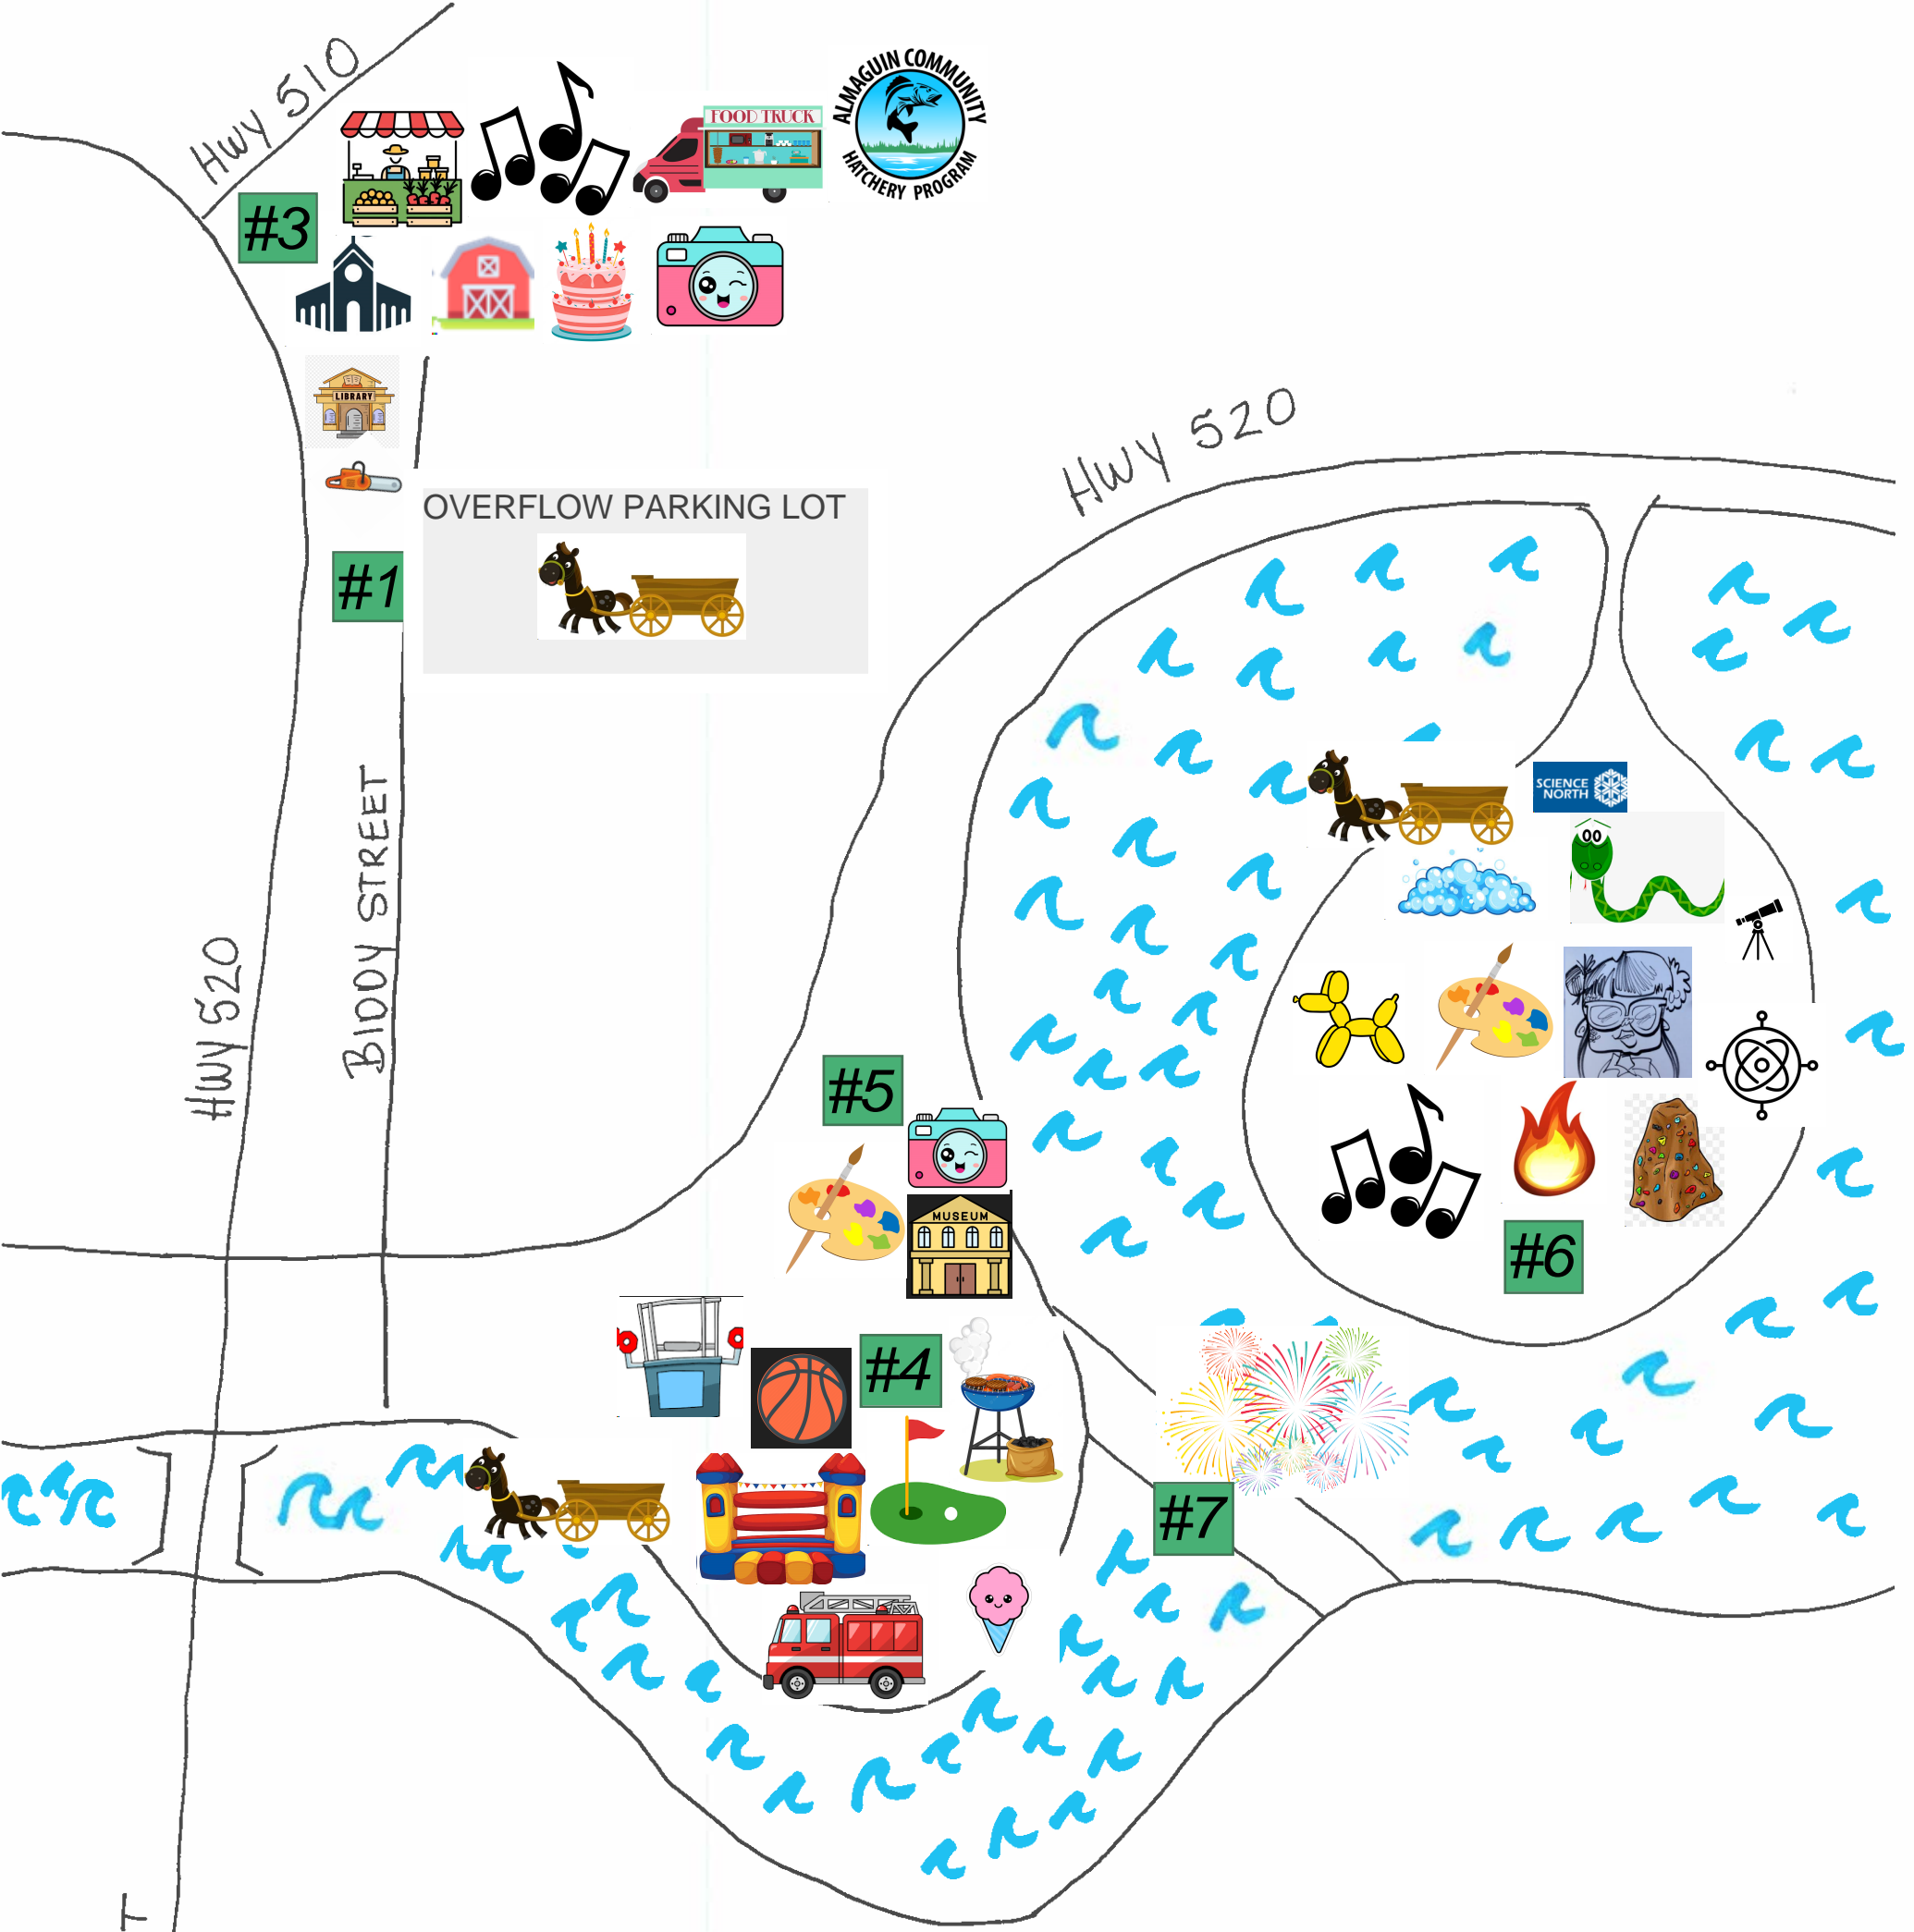 HWY 510
FOOD TRUCK
ALMAGUIN COMMUNITY
HATCHERY PROGRAM
#3
LIBRARY
HWY 520
OVERFLOW PARKING LOT
#1
SCIENCE
NORTH
BIDDY STREET
HWY 520
#5
MUSEUM
#6
#4
#7